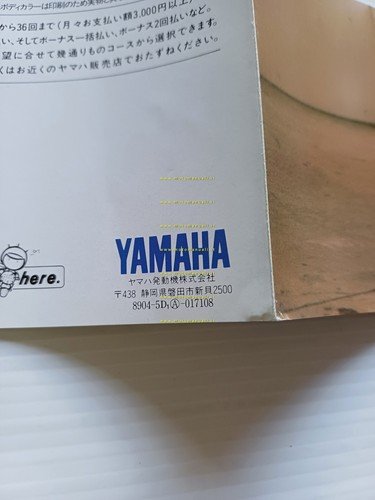 ボディカラーは印刷のため実物と
から36回まで(月々お支払い額3,000円以上)
い、そしてボーナス一括払い、ボーナス2回払いなど。
望に合せて幾通りものコースから選択できます。
くはお近くのヤマハ販売店でおたずねください。
YAMAHA
ヤマハ発動機株式会社
〒438 静岡県磐田市新貝2500
8904-5D₁Ⓐ-017108
here.